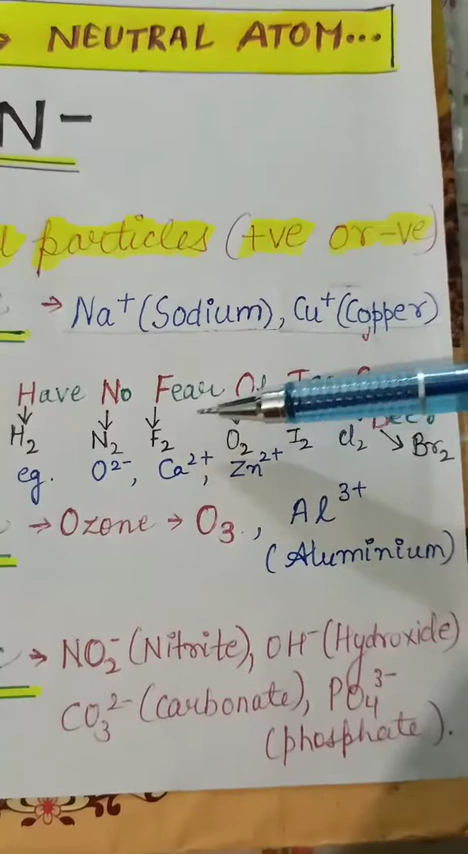 → NEUTRAL ATOM...
N -
particles (+ve or -ve)
→ Na⁺ (Sodium), Cu⁺ (Copper)
Have No Fear
H₂ N₂ F₂ O₂ I₂ Cl₂ Br₂
eg. O²⁻, Ca²⁺, Zn²⁺
→ Ozone → O₃, Al³⁺
(Aluminium)
→ NO₂⁻ (Nitrite), OH⁻ (Hydroxide)
CO₃²⁻ (Carbonate), PO₄³⁻
(phosphate).